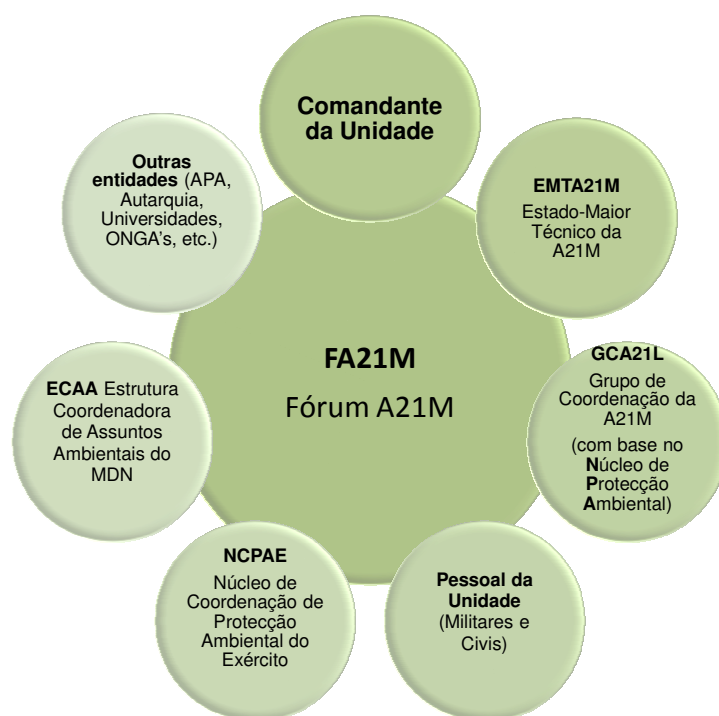 Comandante
da Unidade
Outras
entidades (APA,
Autarquia,
Universidades,
ONGA's, etc.)
EMTA21M
Estado-Maior
Técnico da
A21M
FA21M
Fórum A21M
GCA21L
Grupo de
Coordenação da
A21M
(com base no
Núcleo de
Protecção
Ambiental)
ECAA Estrutura
Coordenadora
de Assuntos
Ambientais do
MDN
NCPAE
Núcleo de
Coordenação de
Protecção
Ambiental do
Exército
Pessoal da
Unidade
(Militares e
Civis)